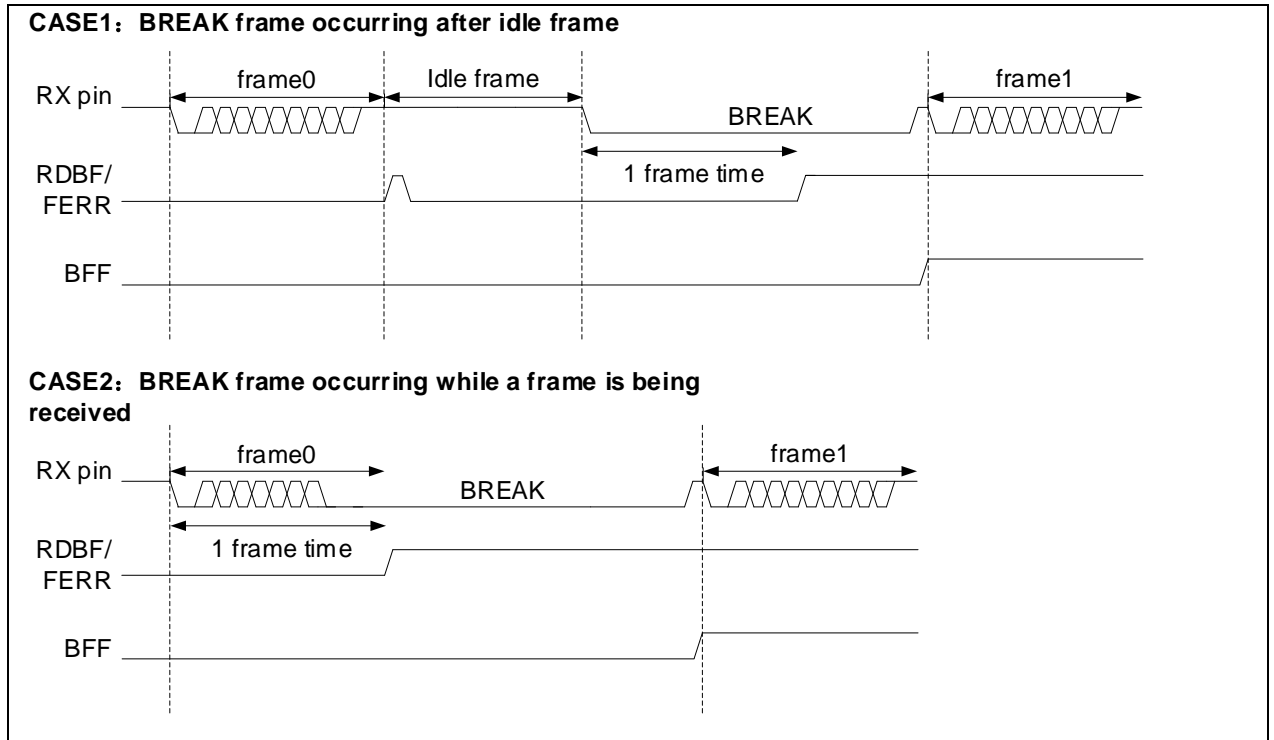 CASE1：BREAK frame occurring after idle frame
frame0
Idle frame
frame1
RX pin
BREAK
RDBF/
FERR
1 frame time
BFF
CASE2：BREAK frame occurring while a frame is being
received
frame0
frame1
RX pin
BREAK
1 frame time
RDBF/
FERR
BFF